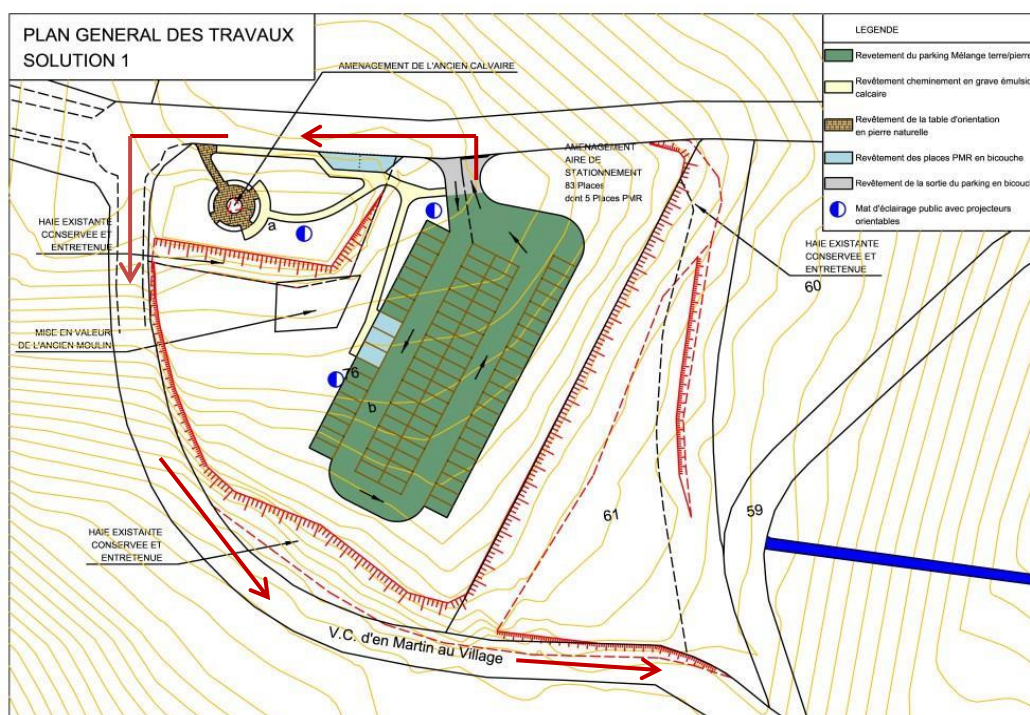 PLAN GENERAL DES TRAVAUX
SOLUTION 1
AMENAGEMENT DE L'ANCIEN CALVAIRE
LEGENDE
Revetement du parking Mélange terre/pierre
Revêtement cheminement en grave émulsio
calcaire
Revêtement de la table d'orientation
en pierre naturelle
Revêtement des places PMR en bicouche
Revêtement de la sortie du parking en bicouc
Mat d'éclairage public avec projecteurs
orientables
AMENAGEMENT
AIRE DE
STATIONNEMENT
83 Places
dont 5 Places PMR
HAIE EXISTANTE
CONSERVEE ET
ENTRETENUE
a
HAIE EXISTANTE
CONSERVEE ET
ENTRETENUE
60
MISE EN VALEUR
DE L'ANCIEN MOULIN
76
b
61
59
HAIE EXISTANTE
CONSERVEE ET
ENTRETENUE
V.C. d'en Martin au Village